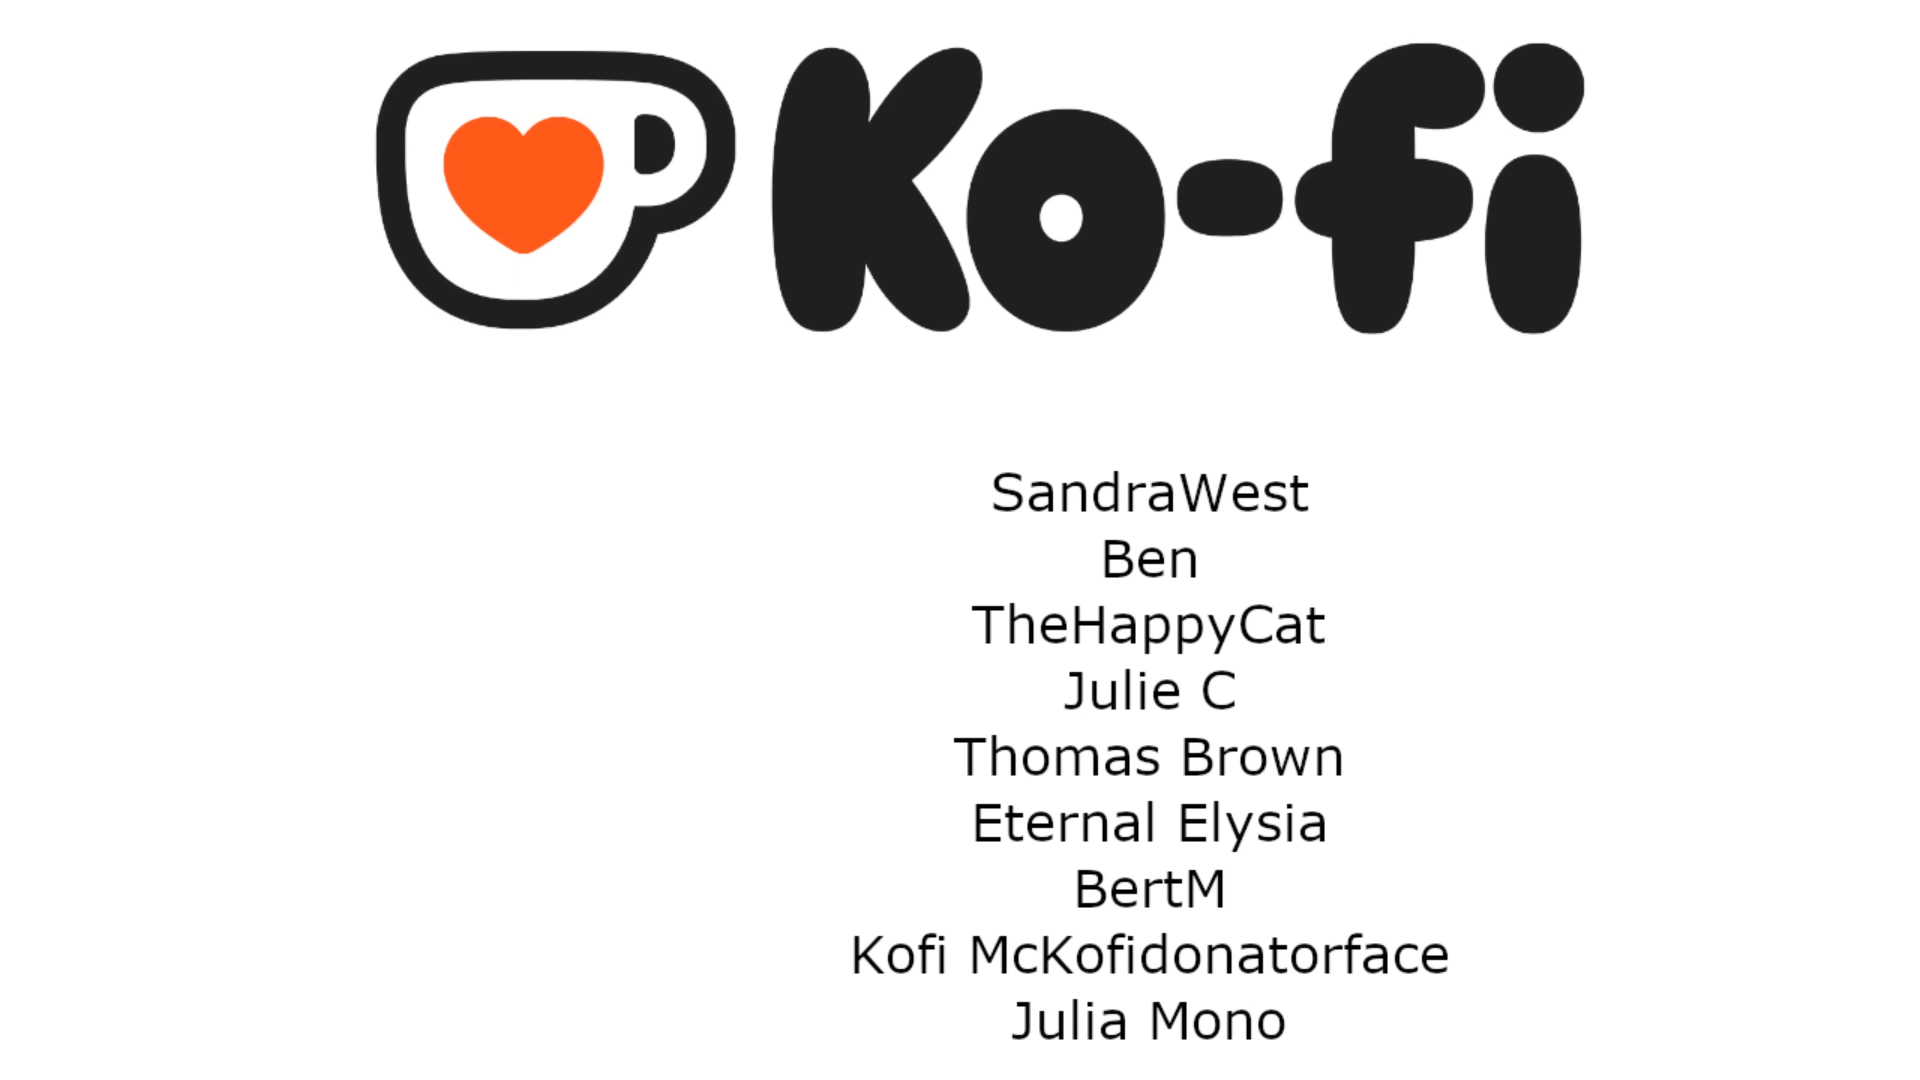 Ko-fi
SandraWest
Ben
TheHappyCat
Julie C
Thomas Brown
Eternal Elysia
BertM
Kofi McKofidonatorface
Julia Mono